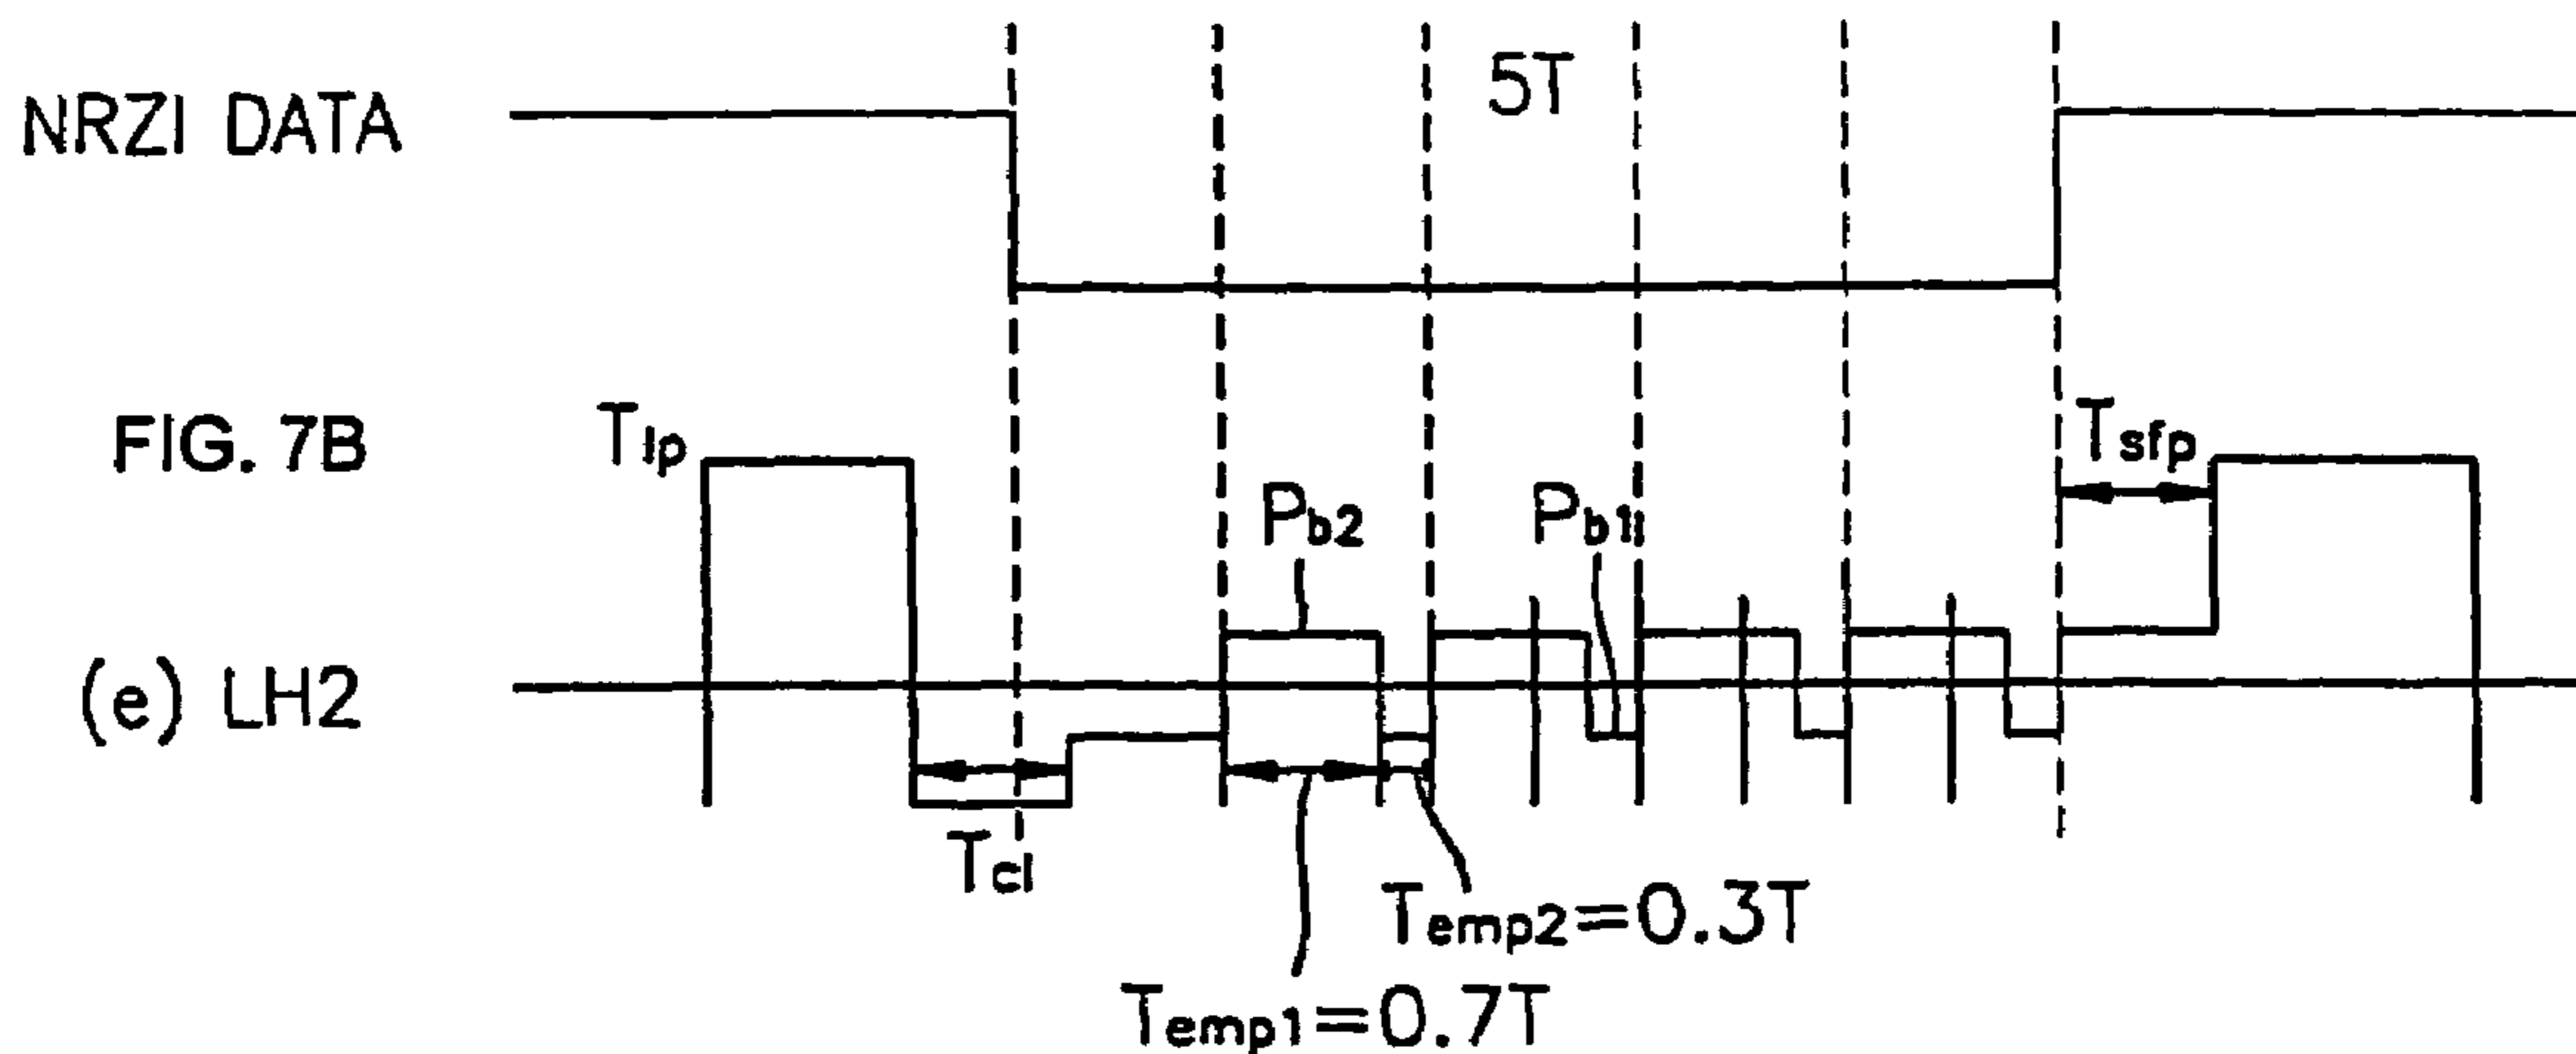 5T
NRZI DATA
FIG. 7B
Tlp
Tsfp
Pb2
Pb1
(e) LH2
Tcl
Temp2=0.3T
Temp1=0.7T